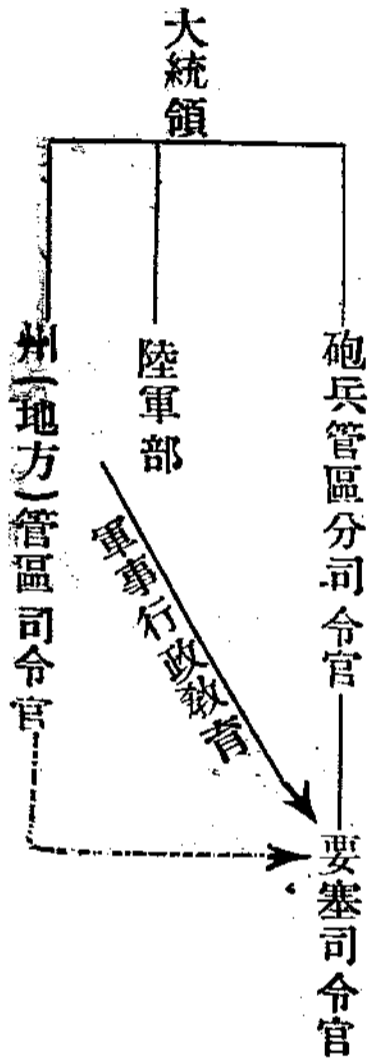 大統領
砲兵管區分司令官
陸軍部
州(地方)管區司令官
軍事行政教育
要塞司令官